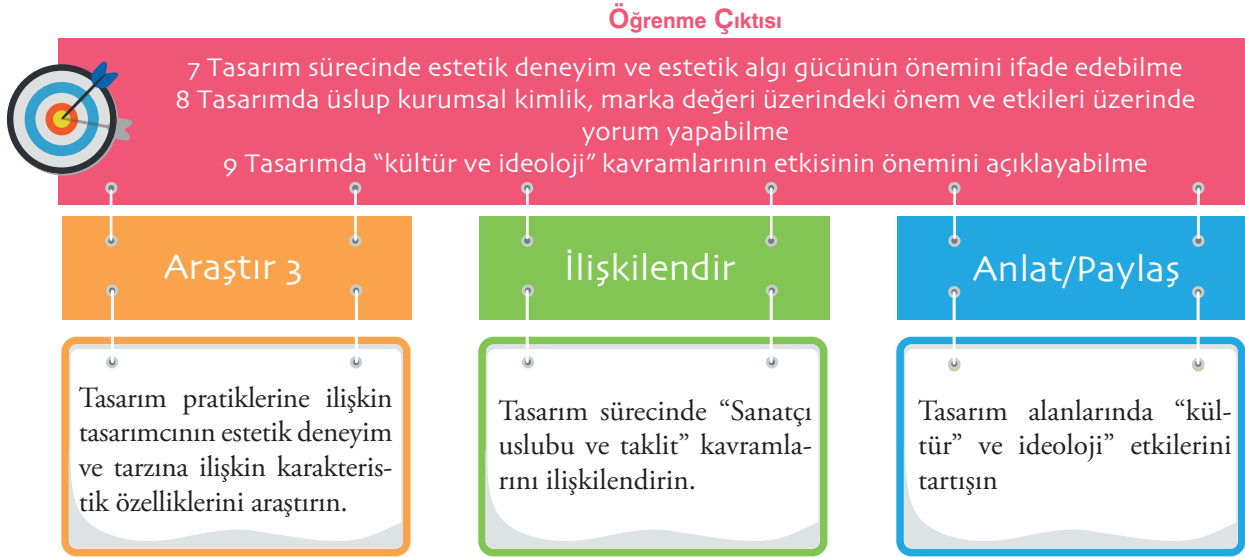 Öğrenme Çıktısı
7 Tasarım sürecinde estetik deneyim ve estetik algı gücünün önemini ifade edebilme
8 Tasarımda üslup kurumsal kimlik, marka değeri üzerindeki önem ve etkileri üzerinde
yorum yapabilme
9 Tasarımda “kültür ve ideoloji” kavramlarının etkisinin önemini açıklayabilme
Araştır 3
Tasarım pratiklerine ilişkin
tasarımcının estetik deneyim
ve tarzına ilişkin karakteris-
tik özelliklerini araştırın.
İlişkilendir
Tasarım sürecinde “Sanatçı
uslubu ve taklit” kavramla-
rını ilişkilendirin.
Anlat/Paylaş
Tasarım alanlarında “kül-
tür” ve ideoloji” etkilerini
tartışın